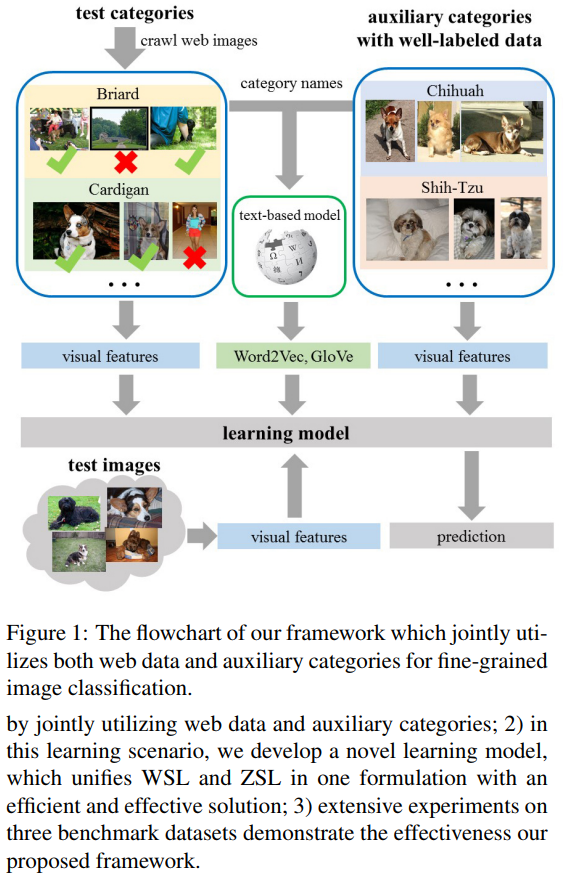 test categories
auxiliary categories
with well-labeled data
crawl web images
category names
Briard
Cardigan
• • •
text-based model
Chihuah
Shih-Tzu
• • •
visual features
Word2Vec, GloVe
visual features
learning model
test images
visual features
prediction
Figure 1: The flowchart of our framework which jointly uti-
lizes both web data and auxiliary categories for fine-grained
image classification.
by jointly utilizing web data and auxiliary categories; 2) in
this learning scenario, we develop a novel learning model,
which unifies WSL and ZSL in one formulation with an
efficient and effective solution; 3) extensive experiments on
three benchmark datasets demonstrate the effectiveness our
proposed framework.